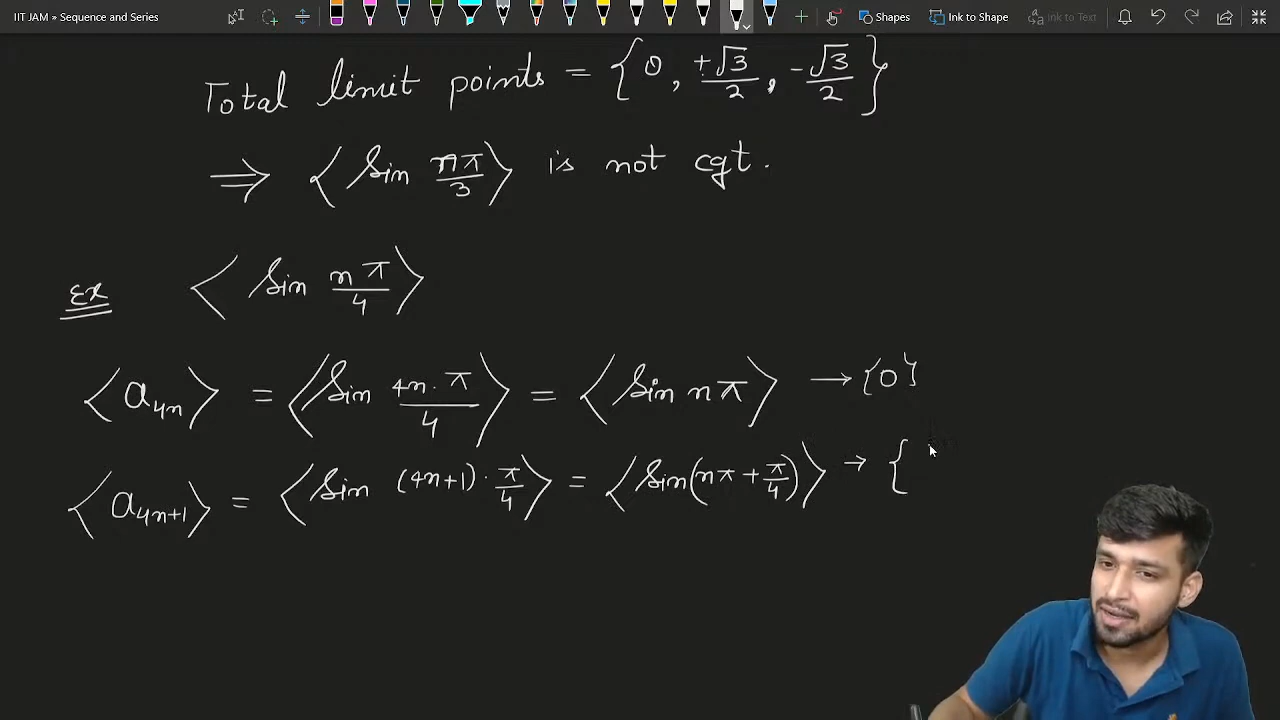 IIT JAM » Sequence and Series Shapes Ink to Shape Ink to Text
Total limit points = {0, +√3/2, -√3/2}
⇒ ⟨Sin nπ/3⟩ is not cgt.
Ex ⟨Sin nπ/4⟩
⟨a₄ₙ⟩ = ⟨Sin 4n·π/4⟩ = ⟨Sin nπ⟩ → {0}
⟨a₄ₙ₊₁⟩ = ⟨Sin (4n+1)·π/4⟩ = ⟨Sin(nπ+π/4)⟩ → {